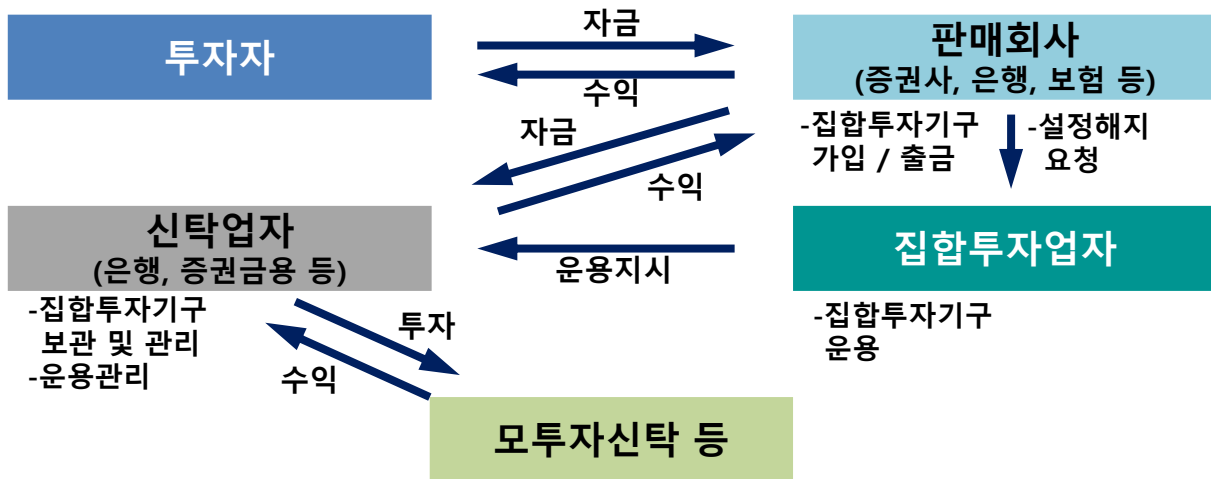 투자자
자금
수익
판매회사
(증권사, 은행, 보험 등)
자금
수익
-집합투자기구
가입 / 출금
-설정해지
요청
신탁업자
(은행, 증권금용 등)
운용지시
집합투자업자
-집합투자기구
보관 및 관리
-운용관리
투자
수익
-집합투자기구
운용
모투자신탁 등